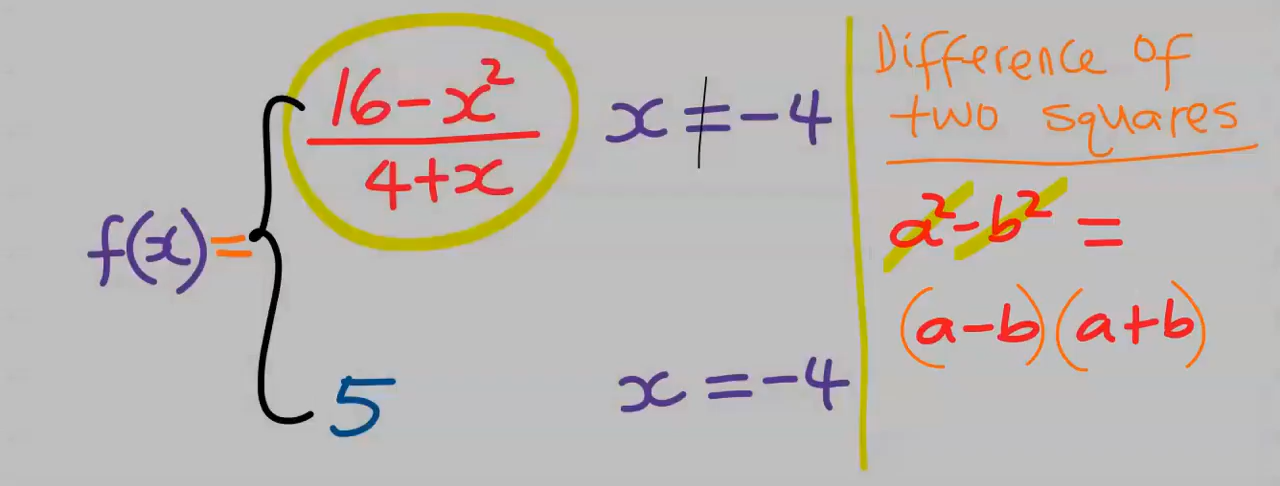 f(x) = { (16 - x²)/(4 + x) x ≠ -4
5 x = -4
Difference of
two squares
a² - b² =
(a - b)(a + b)